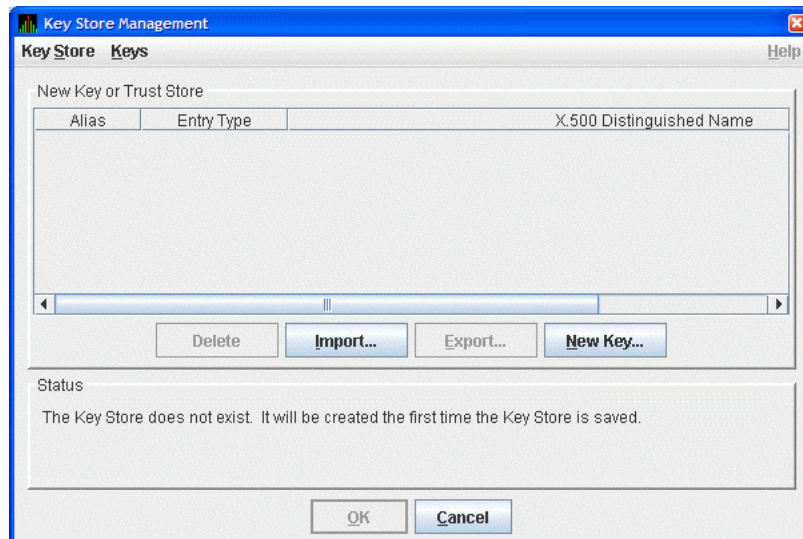 Key Store Management
Key Store Keys Help
New Key or Trust Store
Alias Entry Type X.500 Distinguished Name
Delete Import... Export... New Key...
Status
The Key Store does not exist. It will be created the first time the Key Store is saved.
OK Cancel